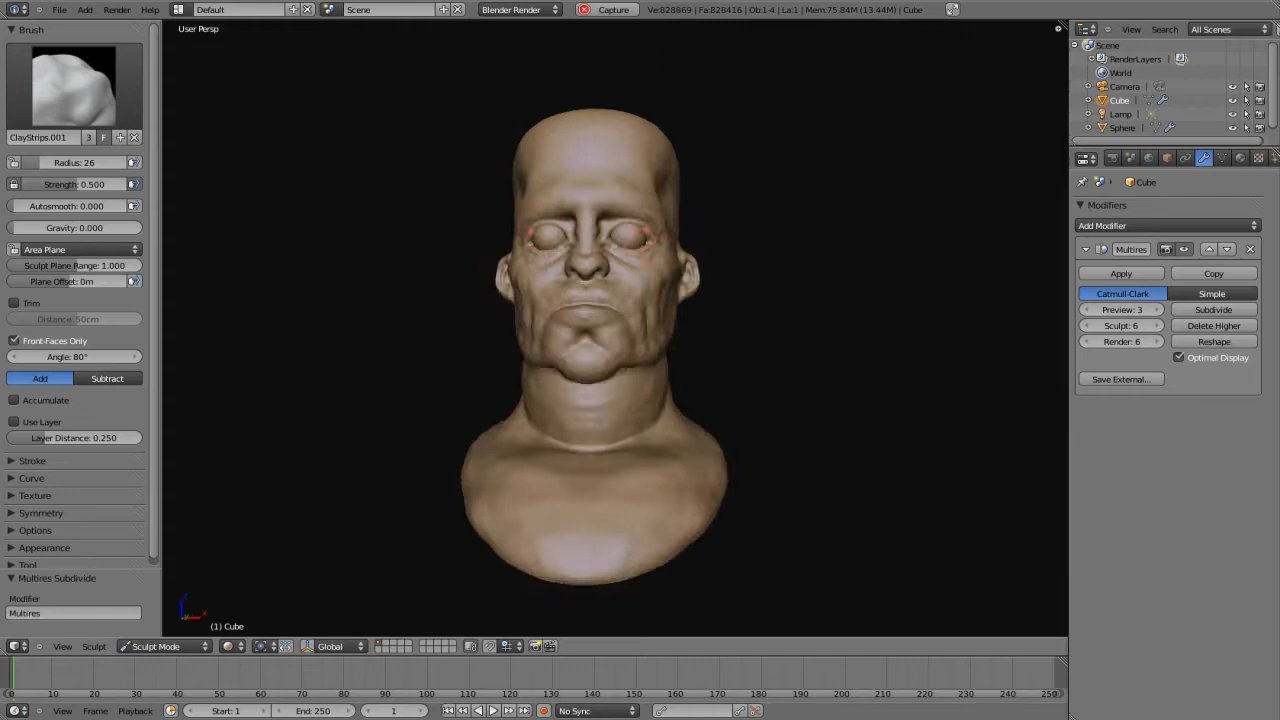 File Add Render Help Default Scene Blender Render Capture Ve:828869 | Fa:828416 | Ob:1-4 | La:1 | Mem:75.84M (13.44M) | Cube
Brush
User Persp
View Search All Scenes
Scene
RenderLayers
World
Camera
Cube
Lamp
Sphere
ClayStrips.001 3 F
Radius: 26
Strength: 0.500
Autosmooth: 0.000
Gravity: 0.000
Area Plane
Sculpt Plane Range: 1.000
Plane Offset: 0m
Trim
Distance: 50cm
Front-Faces Only
Angle: 80°
Add Subtract
Accumulate
Use Layer
Layer Distance: 0.250
Stroke
Curve
Texture
Symmetry
Options
Appearance
Tool
Multires Subdivide
Modifier
Multires
Cube
Modifiers
Add Modifier
Multires
Apply Copy
Catmull-Clark Simple
Preview: 3 Subdivide
Sculpt: 6 Delete Higher
Render: 6 Reshape
Optimal Display
Save External...
z
x
(1) Cube
View Sculpt Sculpt Mode Global
0 10 20 30 40 50 60 70 80 90 100 110 120 130 140 150 160 170 180 190 200 210 220 230 240 250
View Frame Playback Start: 1 End: 250 1 No Sync